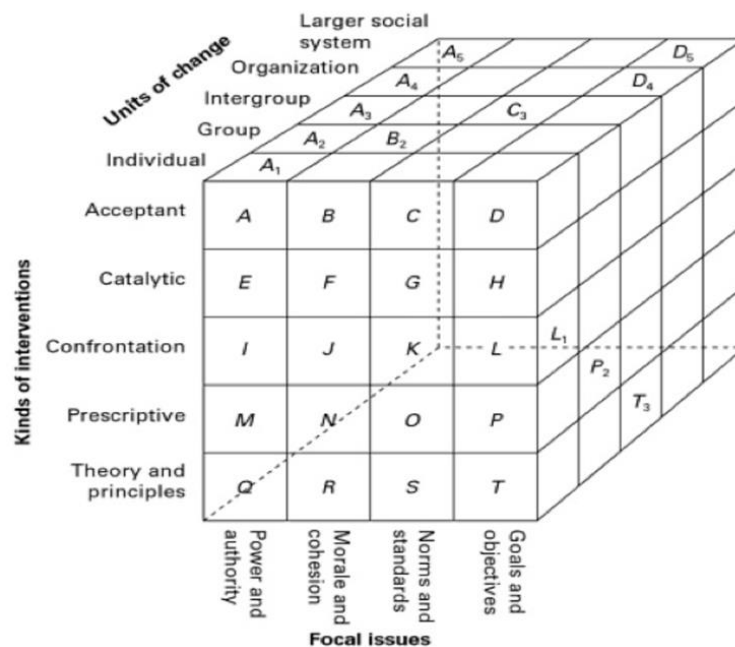 Larger social
system
Organization
Intergroup
Group
Individual
Units of change
A5
D5
A4
D4
A3
C3
A2
B2
A1
Acceptant
A
B
C
D
Catalytic
E
F
G
H
Confrontation
I
J
K
L
L1
Prescriptive
M
N
O
P
P2
Theory and
principles
Q
R
S
T
T3
Kinds of interventions
Power and
authority
Morale and
cohesion
Norms and
standards
Goals and
objectives
Focal issues